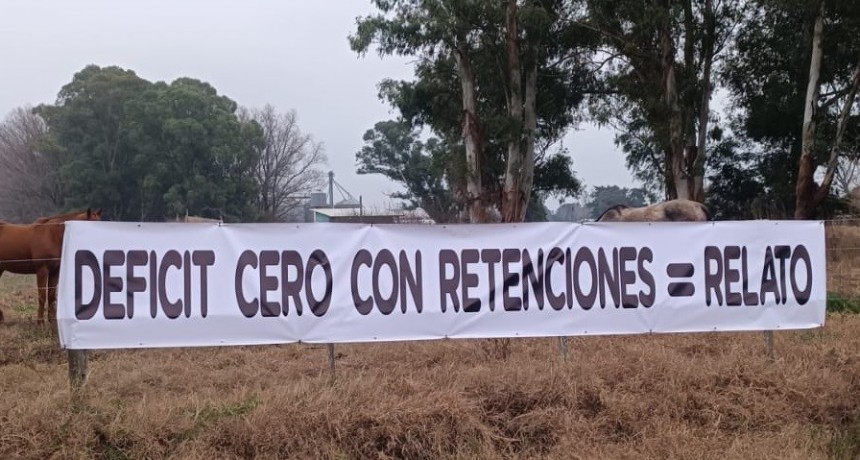 DEFICIT CERO CON RETENCIONES = RELATO